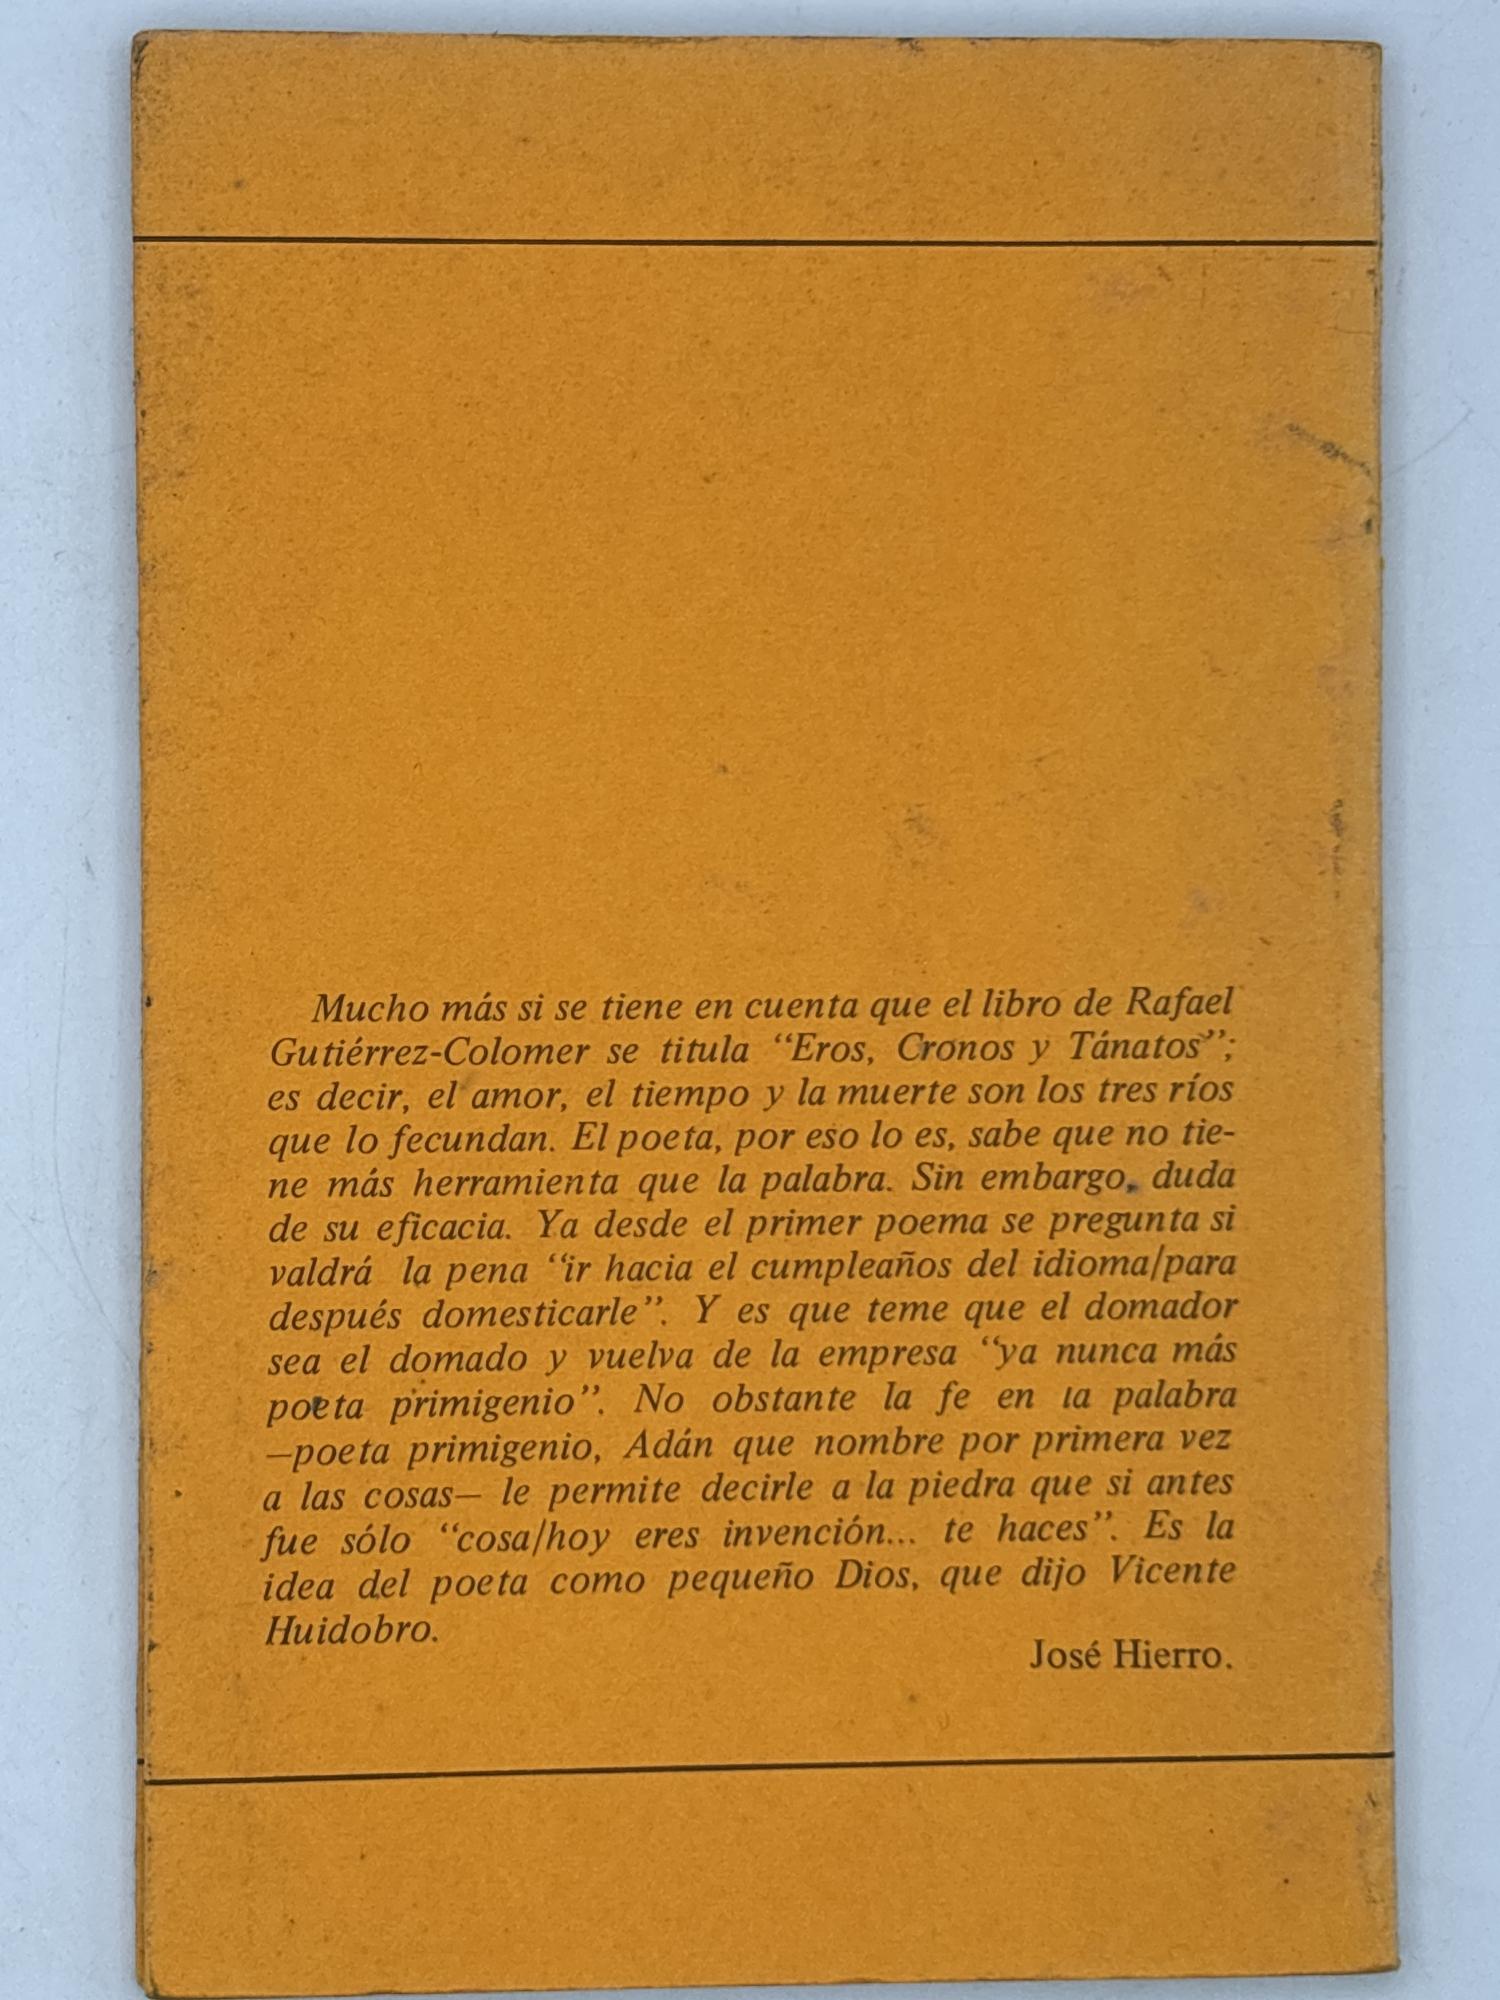 Mucho más si se tiene en cuenta que el libro de Rafael
Gutiérrez-Colomer se titula “Eros, Cronos y Tánatos”;
es decir, el amor, el tiempo y la muerte son los tres ríos
que lo fecundan. El poeta, por eso lo es, sabe que no tie-
ne más herramienta que la palabra. Sin embargo, duda
de su eficacia. Ya desde el primer poema se pregunta si
valdrá la pena “ir hacia el cumpleaños del idioma/para
después domesticarle”. Y es que teme que el domador
sea el domado y vuelva de la empresa “ya nunca más
poeta primigenio”. No obstante la fe en la palabra
—poeta primigenio, Adán que nombre por primera vez
a las cosas— le permite decirle a la piedra que si antes
fue sólo “cosa/hoy eres invención... te haces”. Es la
idea del poeta como pequeño Dios, que dijo Vicente
Huidobro.
José Hierro.